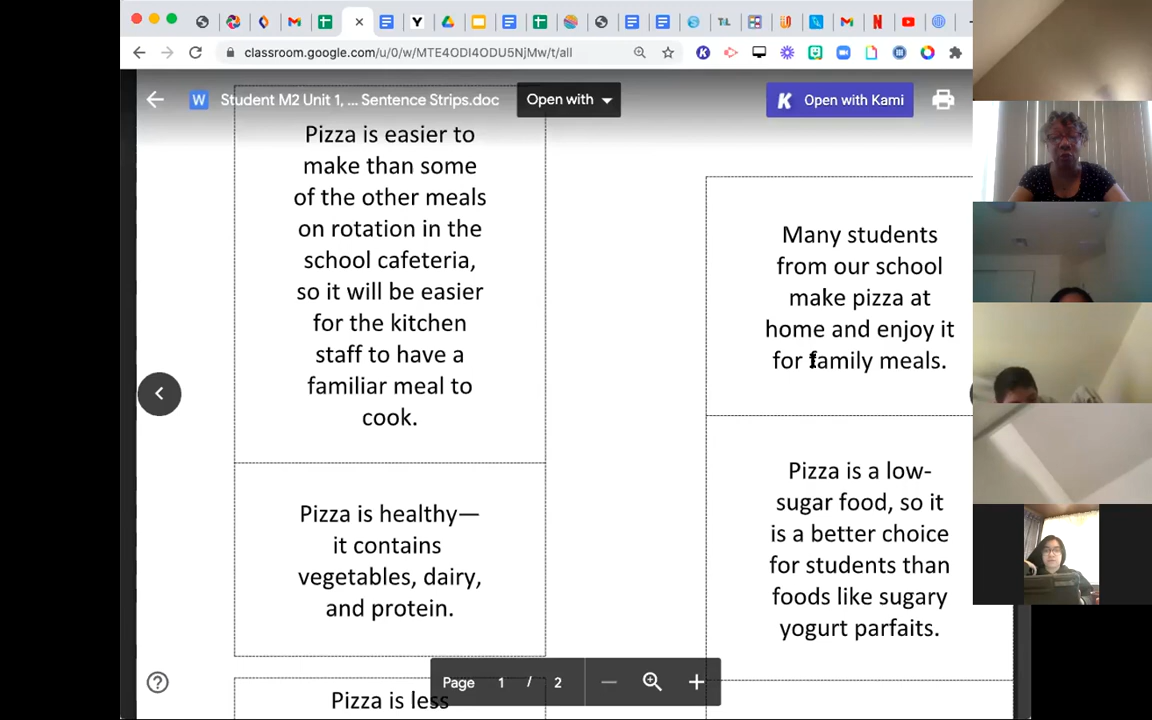 classroom.google.com/u/0/w/MTE4ODI4ODU5NjMw/t/all
W Student M2 Unit 1, ... Sentence Strips.doc
Open with
K Open with Kami
Pizza is easier to
make than some
of the other meals
on rotation in the
school cafeteria,
so it will be easier
for the kitchen
staff to have a
familiar meal to
cook.
Pizza is healthy—
it contains
vegetables, dairy,
and protein.
Pizza is less
Many students
from our school
make pizza at
home and enjoy it
for family meals.
Pizza is a low-
sugar food, so it
is a better choice
for students than
foods like sugary
yogurt parfaits.
Page 1 / 2